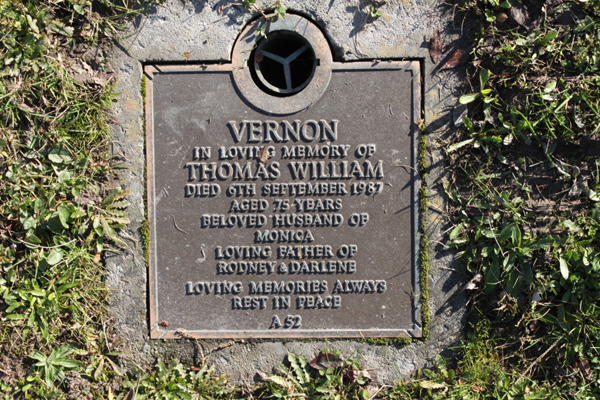 VERNON
IN LOVING MEMORY OF
THOMAS WILLIAM
DIED 6TH SEPTEMBER 1987
AGED 75 YEARS
BELOVED HUSBAND OF
MONICA
LOVING FATHER OF
RODNEY & DARLENE
LOVING MEMORIES ALWAYS
REST IN PEACE
A 52